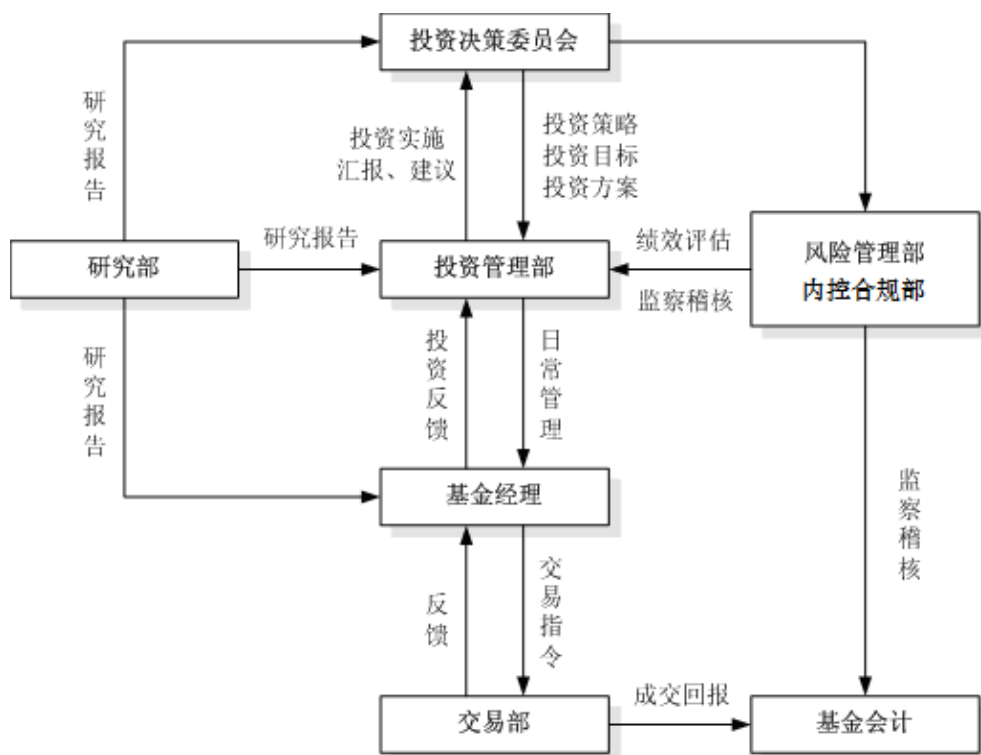 投资决策委员会
研究报告
投资实施
汇报、建议
投资策略
投资目标
投资方案
研究部
研究报告
投资管理部
绩效评估
监察稽核
风险管理部
内控合规部
研究报告
投资反馈
日常管理
基金经理
监察稽核
反馈
交易指令
交易部
成交回报
基金会计